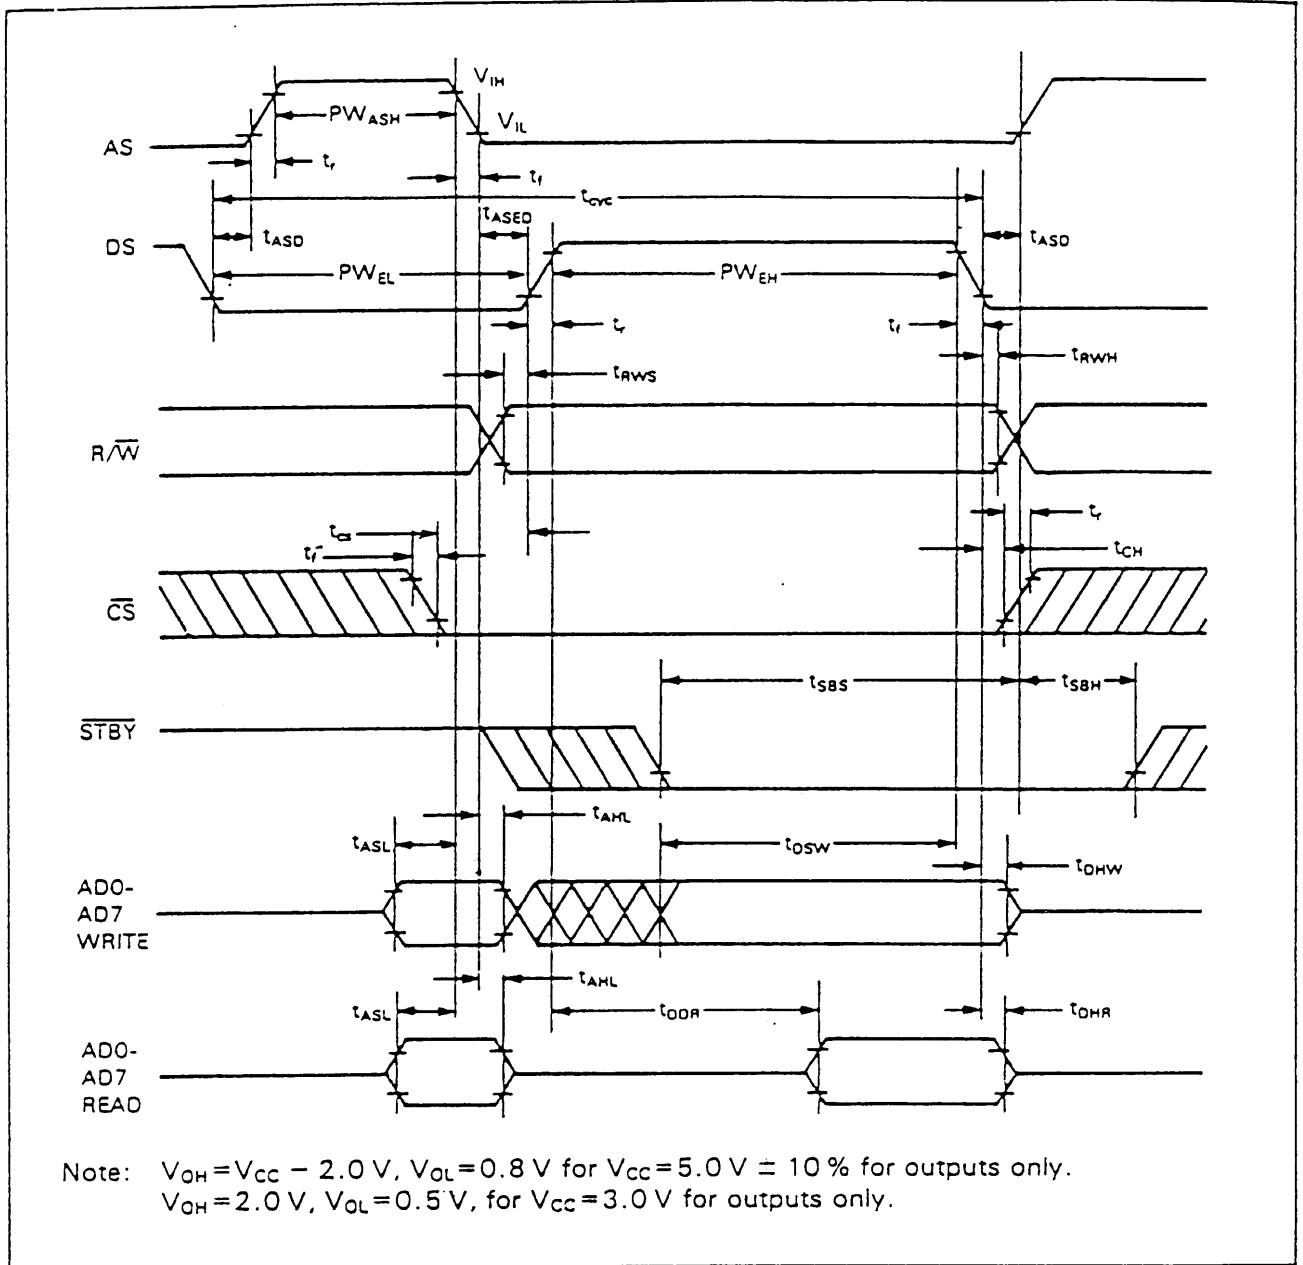 V_IH
PW_ASH
V_IL
AS
t_r
t_f
t_CYC
t_ASED
t_ASD
t_ASD
DS
PW_EL
PW_EH
t_r
t_f
t_RWH
t_RWS
R/W̅
t_CS
t_r
t_f
t_CH
C̅S̅
t_SBS
t_SBH
S̅T̅B̅Y̅
t_AHL
t_ASL
t_DSW
t_DHW
AD0-
AD7
WRITE
t_AHL
t_ASL
t_DDR
t_DHR
AD0-
AD7
READ
Note: V_OH=V_CC − 2.0 V, V_OL=0.8 V for V_CC=5.0 V ± 10 % for outputs only.
V_OH=2.0 V, V_OL=0.5 V, for V_CC=3.0 V for outputs only.